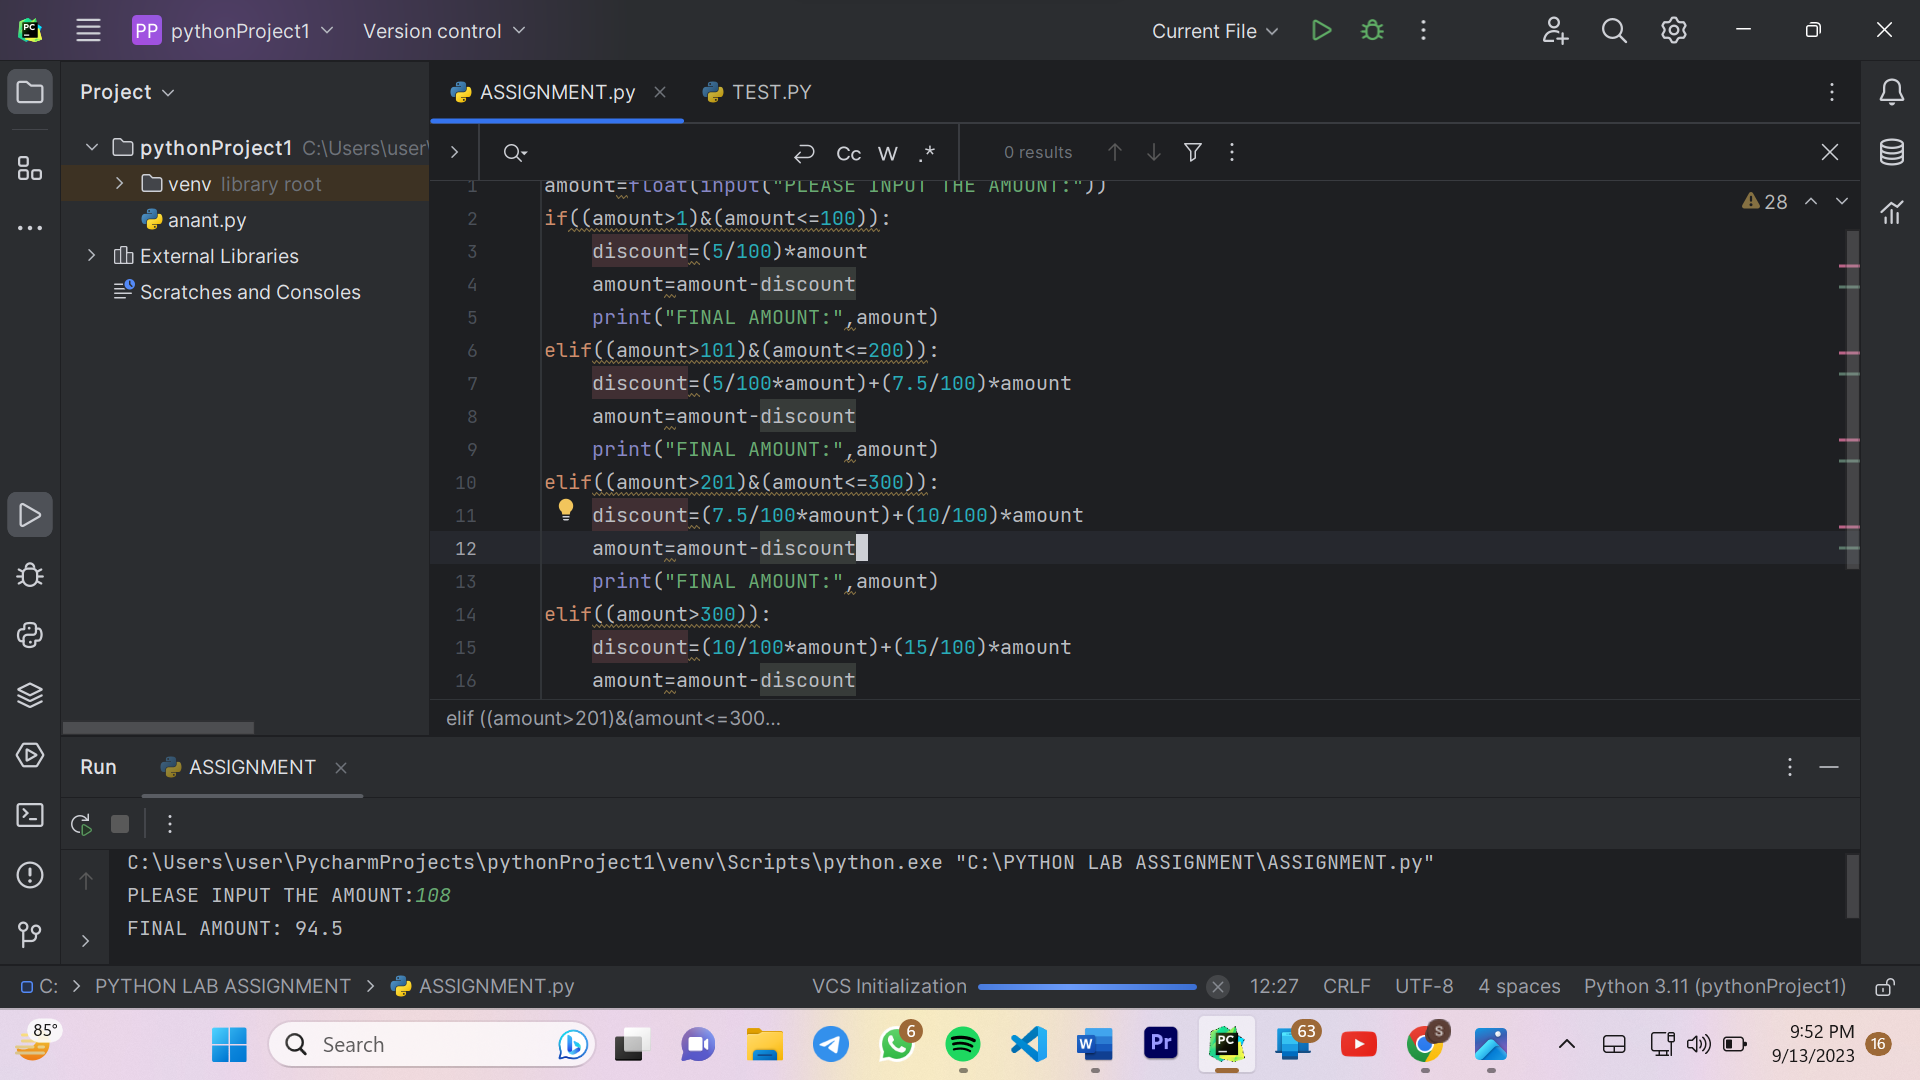 PC
PP pythonProject1
Version control
Current File
Project
ASSIGNMENT.py
TEST.PY
pythonProject1 C:\Users\user\
venv library root
anant.py
External Libraries
Scratches and Consoles
Cc W .*
0 results
28
1 amount=float(input("PLEASE INPUT THE AMOUNT:"))
2 if((amount>1)&(amount<=100)):
3 discount=(5/100)*amount
4 amount=amount-discount
5 print("FINAL AMOUNT:",amount)
6 elif((amount>101)&(amount<=200)):
7 discount=(5/100*amount)+(7.5/100)*amount
8 amount=amount-discount
9 print("FINAL AMOUNT:",amount)
10 elif((amount>201)&(amount<=300)):
11 discount=(7.5/100*amount)+(10/100)*amount
12 amount=amount-discount
13 print("FINAL AMOUNT:",amount)
14 elif((amount>300)):
15 discount=(10/100*amount)+(15/100)*amount
16 amount=amount-discount
elif ((amount>201)&(amount<=300...
Run
ASSIGNMENT
C:\Users\user\PycharmProjects\pythonProject1\venv\Scripts\python.exe "C:\PYTHON LAB ASSIGNMENT\ASSIGNMENT.py"
PLEASE INPUT THE AMOUNT:108
FINAL AMOUNT: 94.5
C: > PYTHON LAB ASSIGNMENT > ASSIGNMENT.py
VCS Initialization
12:27 CRLF UTF-8 4 spaces Python 3.11 (pythonProject1)
85°
Search
6
W
Pr
PC
63
S
9:52 PM
9/13/2023
16